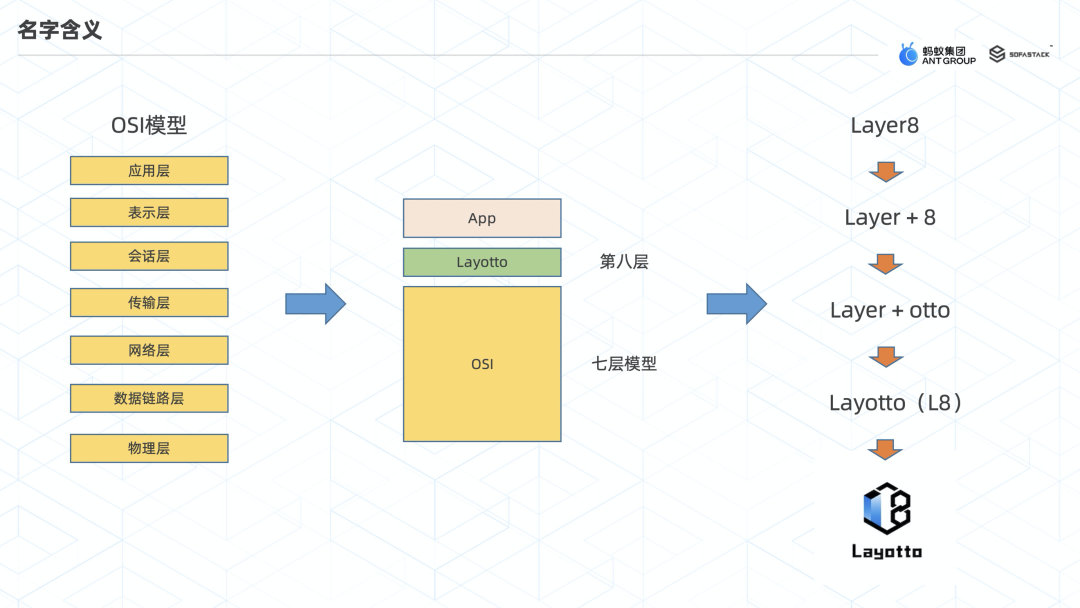 名字含义
蚂蚁集团
ANT GROUP
SOFASTACK
OSI模型
应用层
表示层
会话层
传输层
网络层
数据链路层
物理层
App
Layotto
第八层
OSI
七层模型
Layer8
Layer + 8
Layer + otto
Layotto（L8）
L8
Layotto